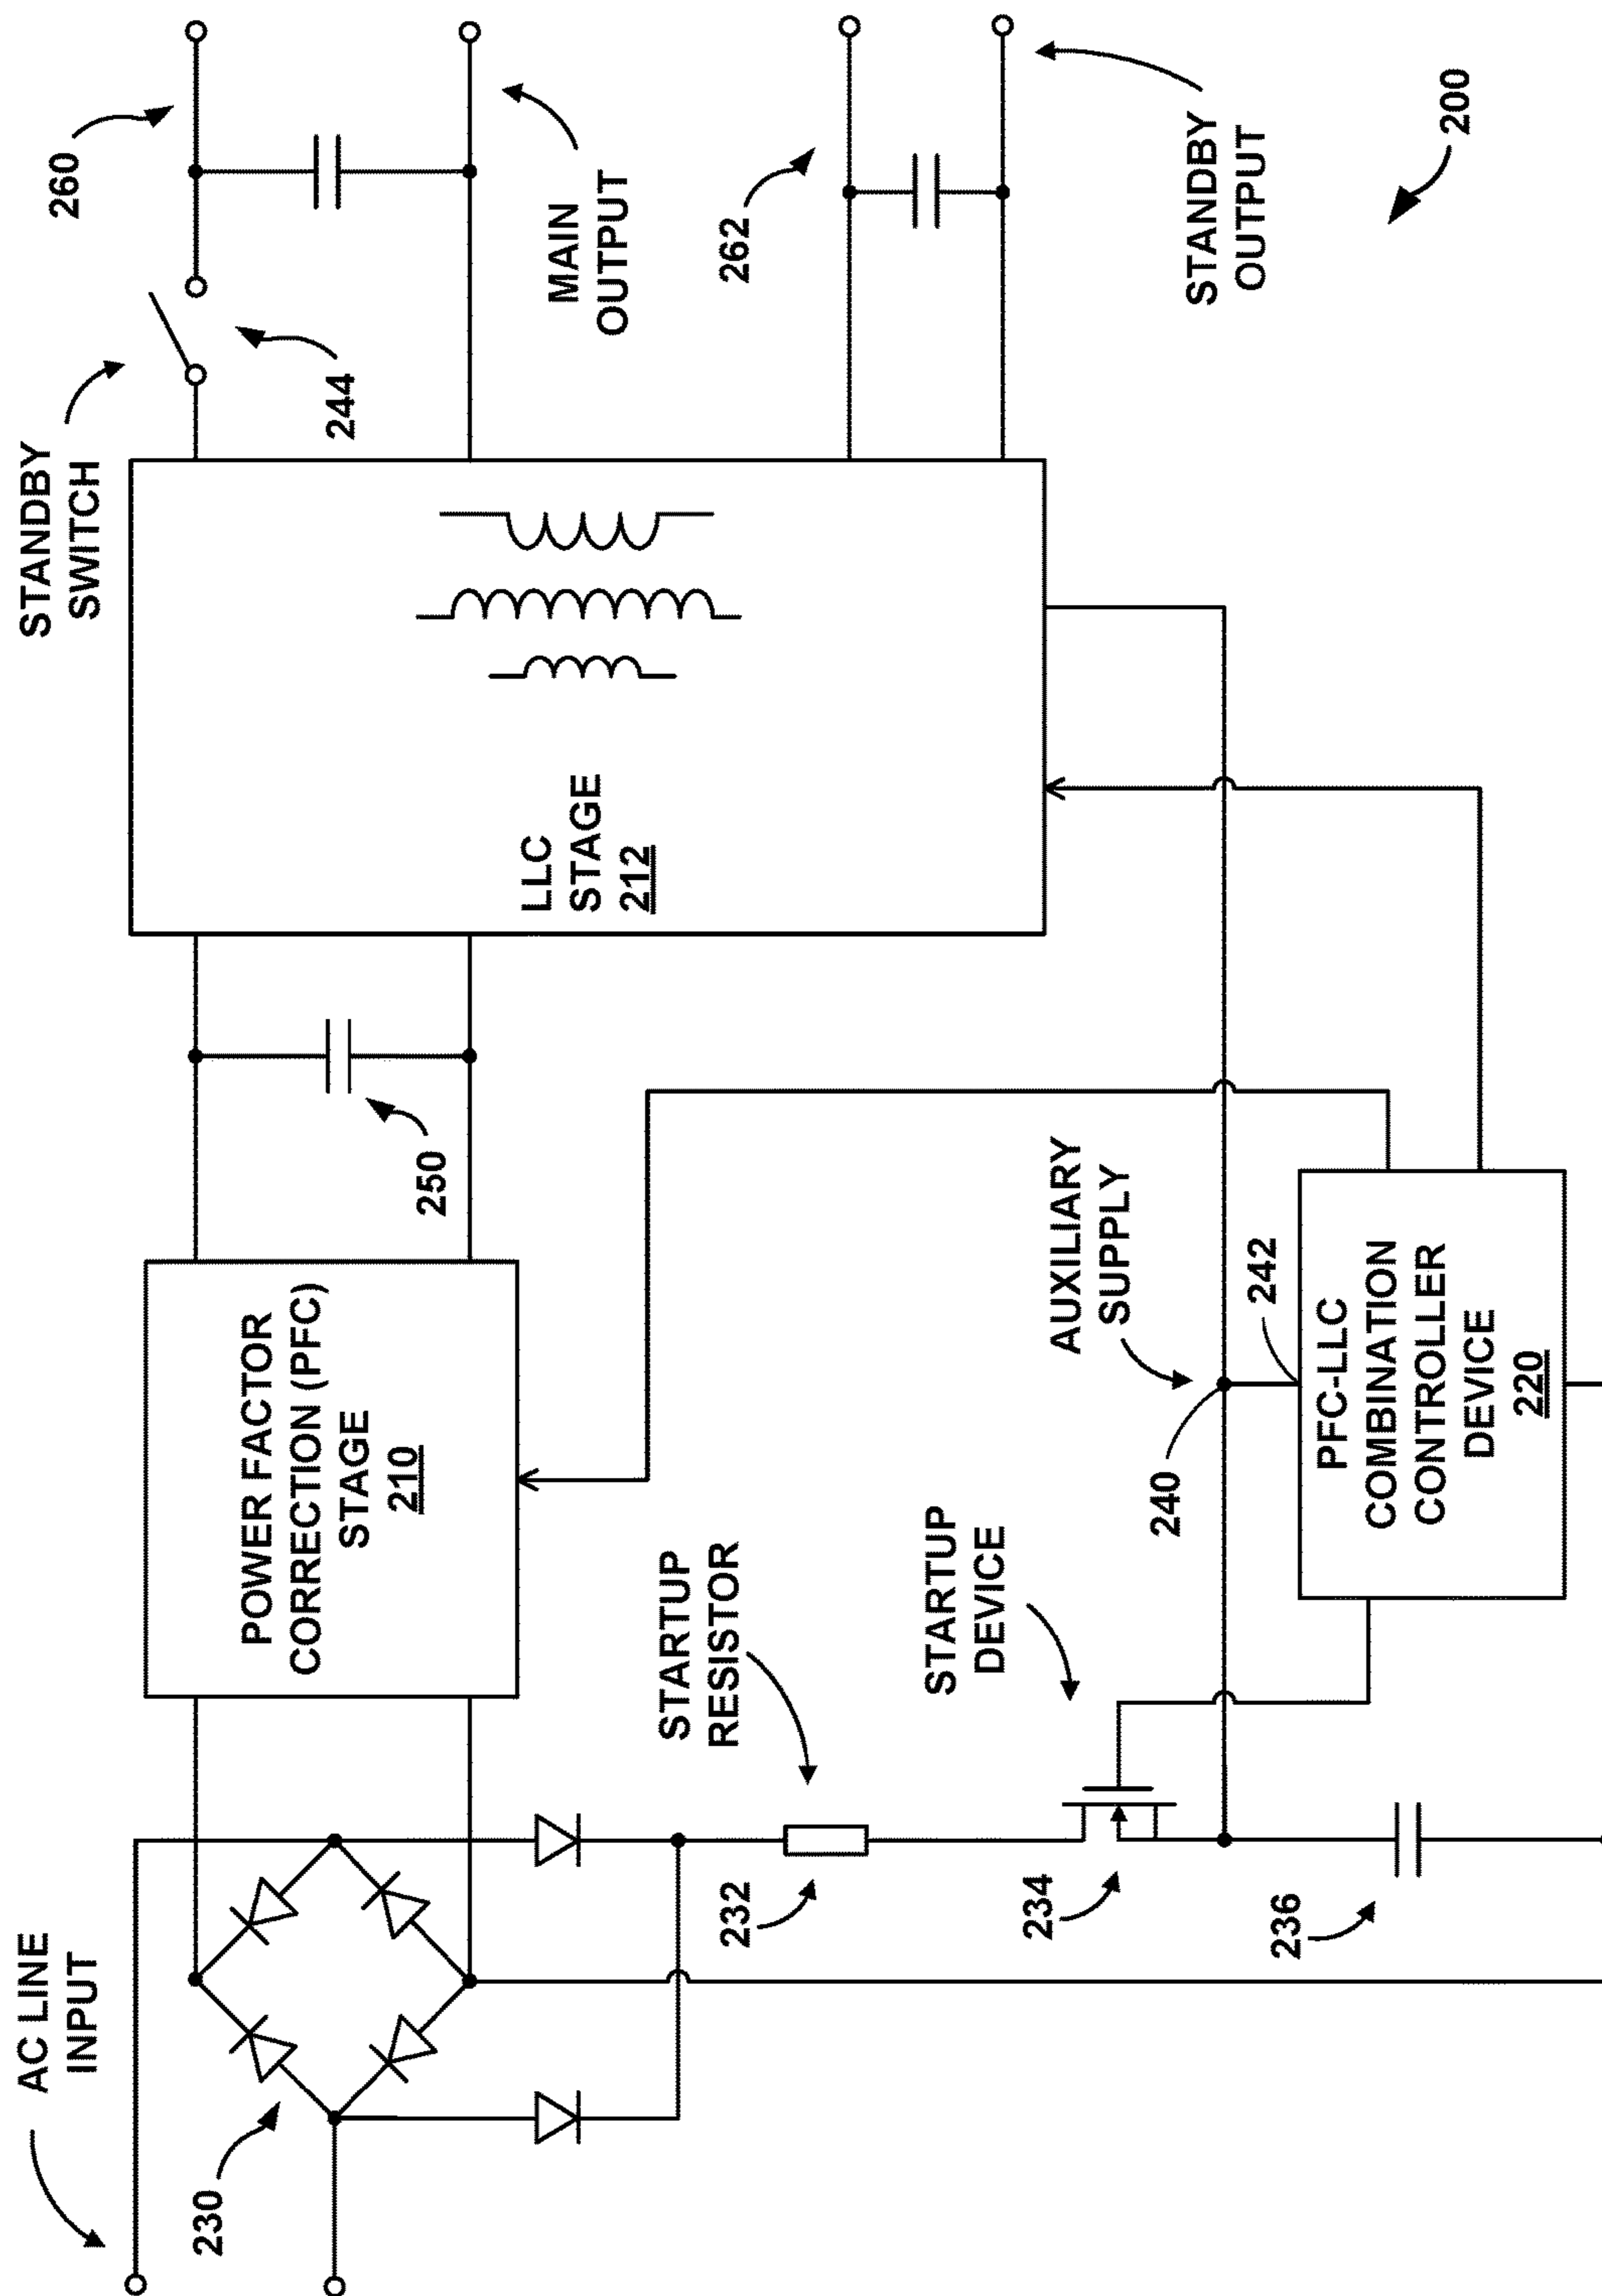 AC LINE
INPUT
230
POWER FACTOR
CORRECTION (PFC)
STAGE
210
250
LLC
STAGE
212
STANDBY
SWITCH
244
260
MAIN
OUTPUT
262
STANDBY
OUTPUT
200
STARTUP
RESISTOR
232
STARTUP
DEVICE
234
236
AUXILIARY
SUPPLY
240
242
PFC-LLC
COMBINATION
CONTROLLER
DEVICE
220